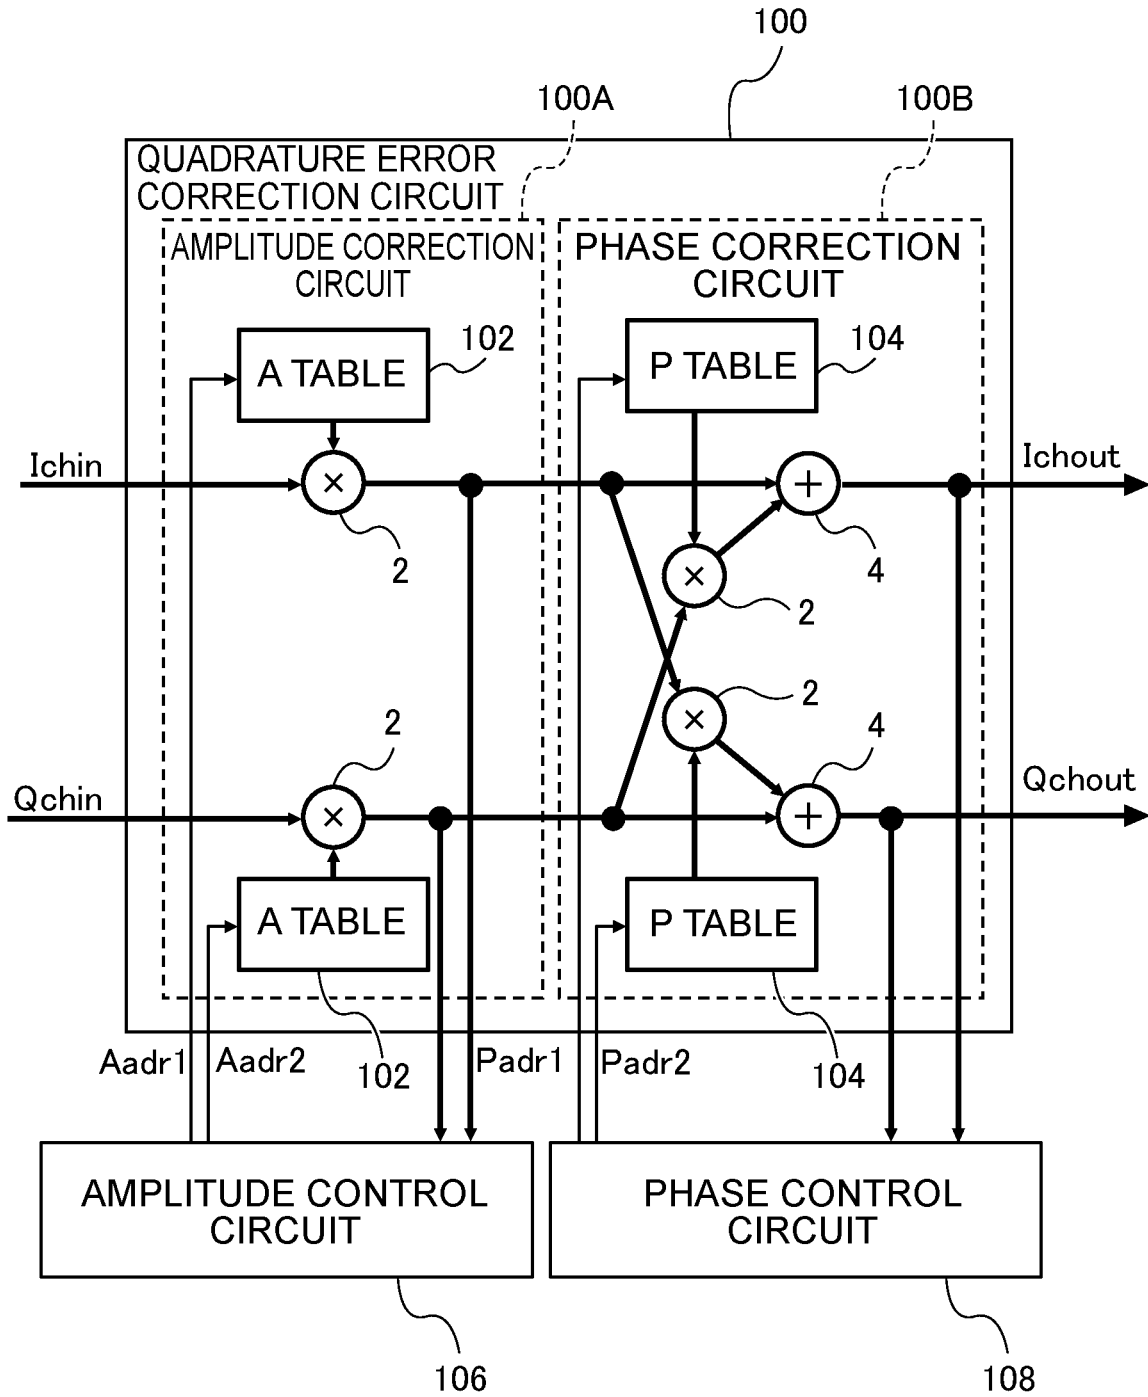 100
100A
100B
QUADRATURE ERROR
CORRECTION CIRCUIT
AMPLITUDE CORRECTION
CIRCUIT
PHASE CORRECTION
CIRCUIT
A TABLE
102
P TABLE
104
Ichin
×
+
Ichout
2
4
×
2
×
2
2
4
Qchin
×
+
Qchout
A TABLE
P TABLE
Aadr1
Aadr2
102
Padr1
Padr2
104
AMPLITUDE CONTROL
CIRCUIT
PHASE CONTROL
CIRCUIT
106
108